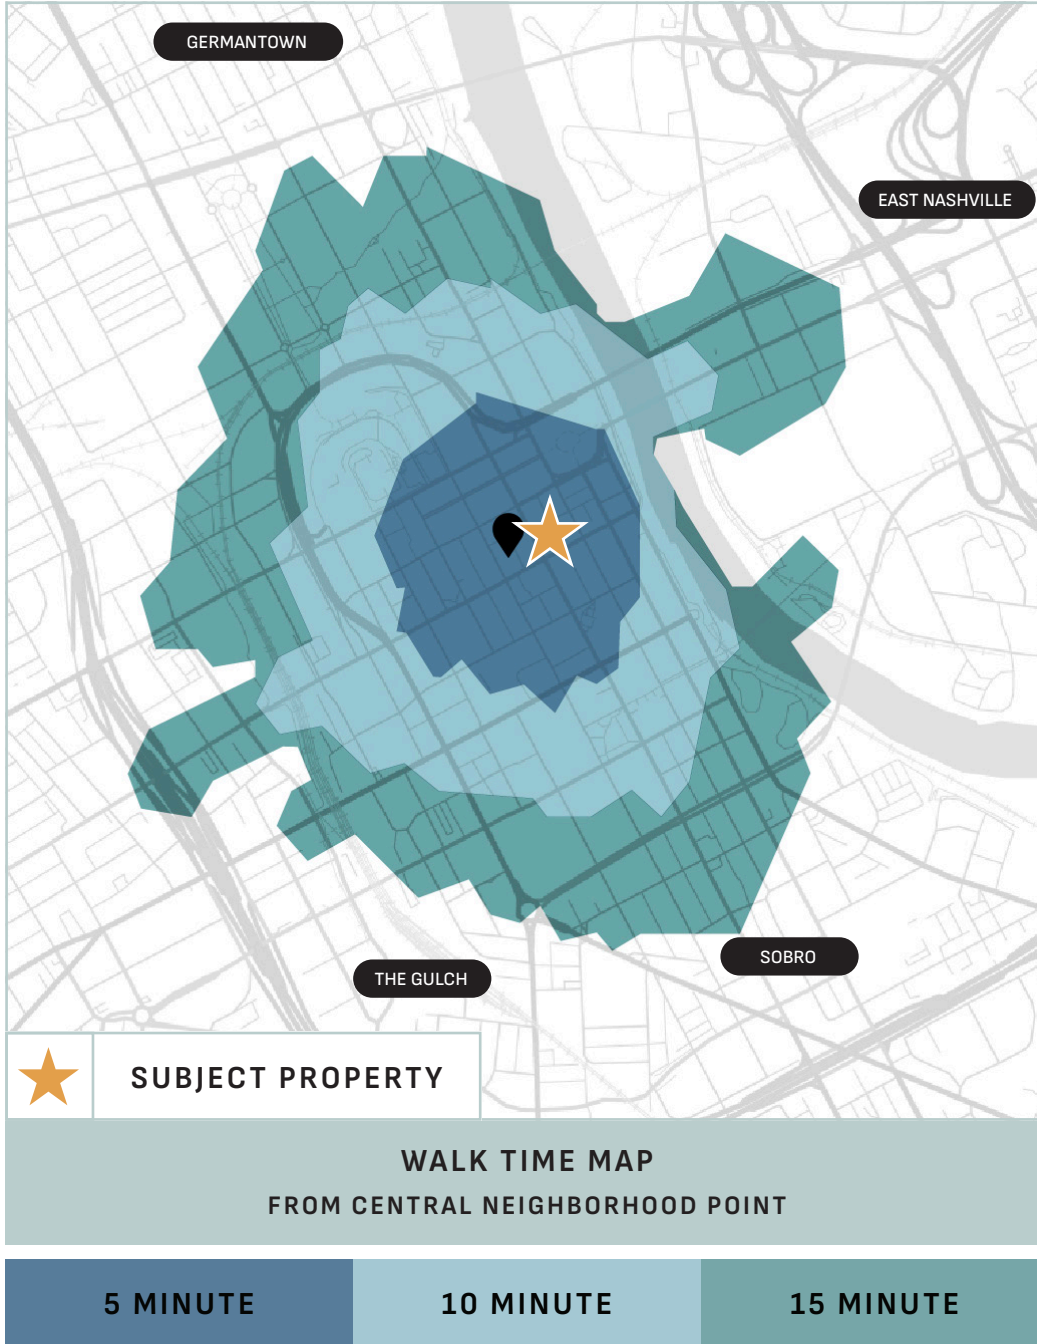 GERMANTOWN
EAST NASHVILLE
SOBRO
THE GULCH
SUBJECT PROPERTY
WALK TIME MAP
FROM CENTRAL NEIGHBORHOOD POINT
5 MINUTE
10 MINUTE
15 MINUTE